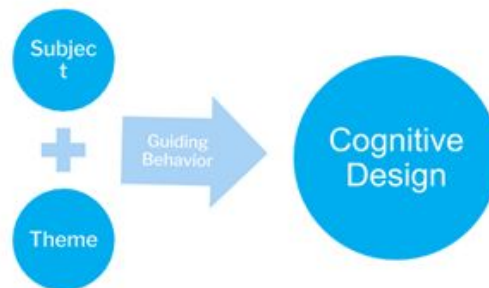 Subjec
t
Guiding
Behavior
Theme
Cognitive
Design